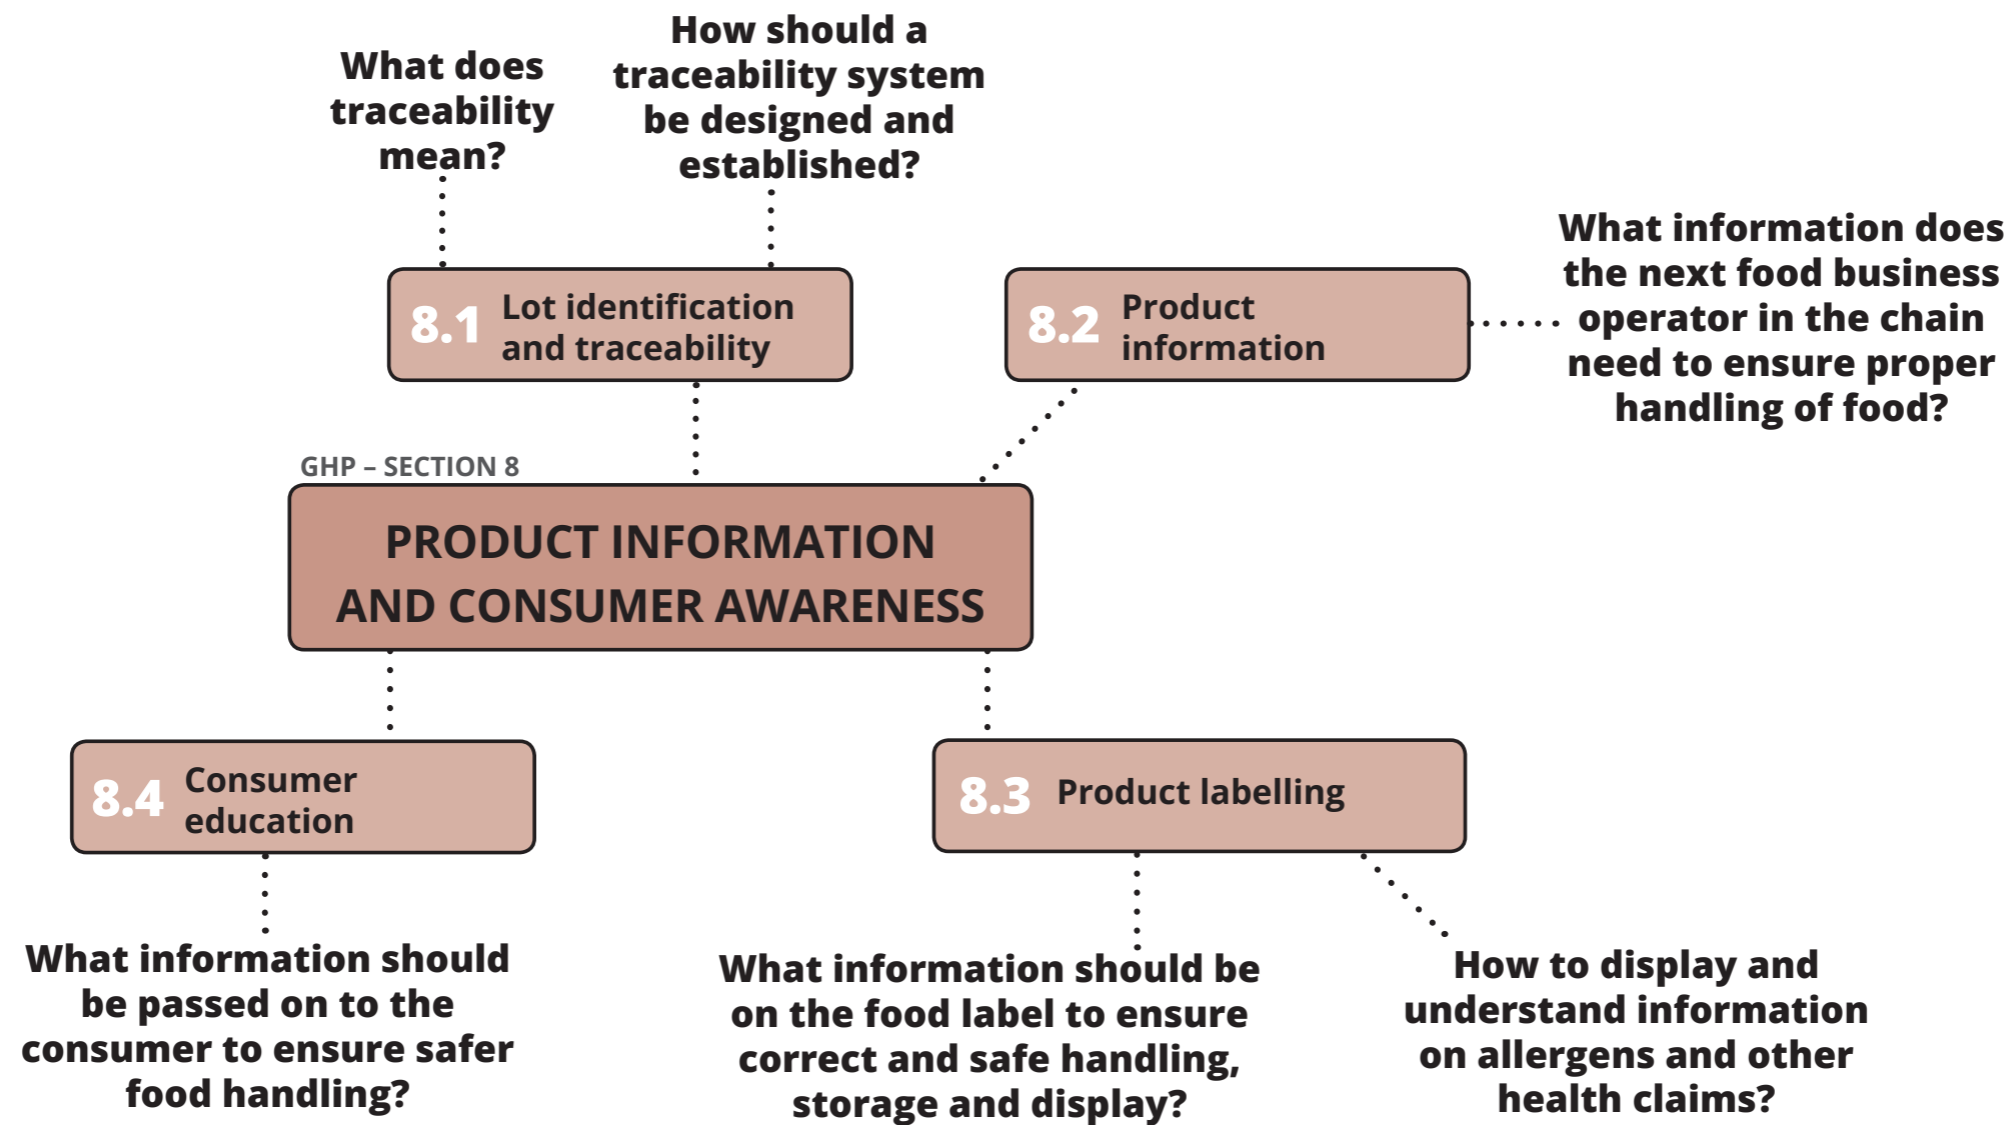 What does
traceability
mean?
How should a
traceability system
be designed and
established?
8.1
Lot identification
and traceability
8.2
Product
information
What information does
the next food business
operator in the chain
need to ensure proper
handling of food?
GHP – SECTION 8
PRODUCT INFORMATION
AND CONSUMER AWARENESS
8.4
Consumer
education
8.3
Product labelling
What information should
be passed on to the
consumer to ensure safer
food handling?
What information should be
on the food label to ensure
correct and safe handling,
storage and display?
How to display and
understand information
on allergens and other
health claims?